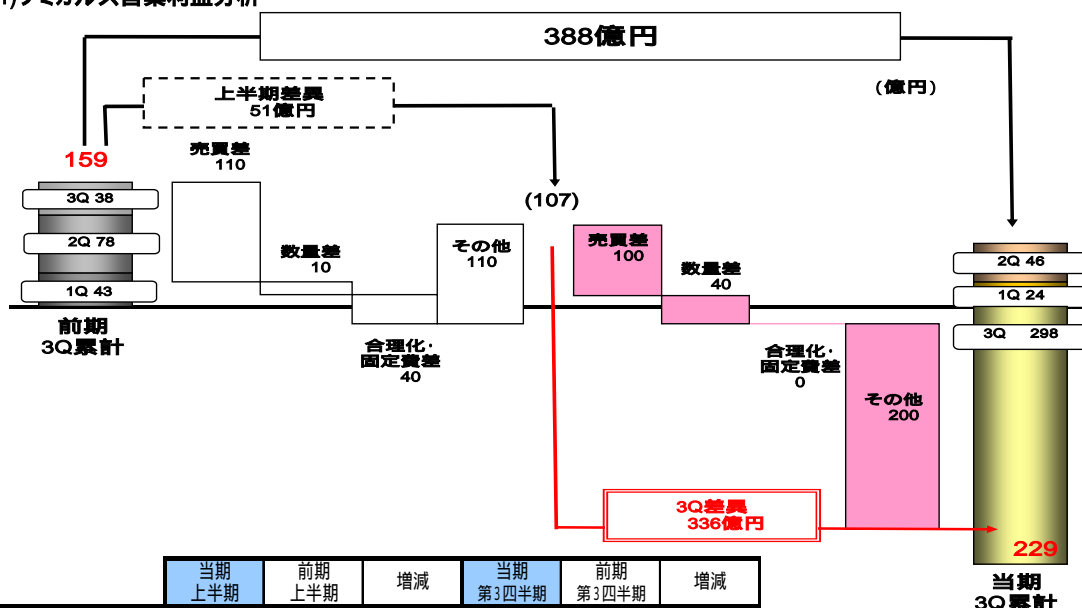 388億円
(億円)
上半期差異
51億円
159
売買差
110
3Q 38
2Q 78
1Q 43
前期
3Q累計
数量差
10
合理化・
固定費差
40
その他
110
(107)
売買差
100
数量差
40
合理化・
固定費差
0
その他
200
3Q差異
336億円
2Q 46
1Q 24
3Q 298
229
当期
3Q累計
当期
上半期
前期
上半期
増減
当期
第3四半期
前期
第3四半期
増減